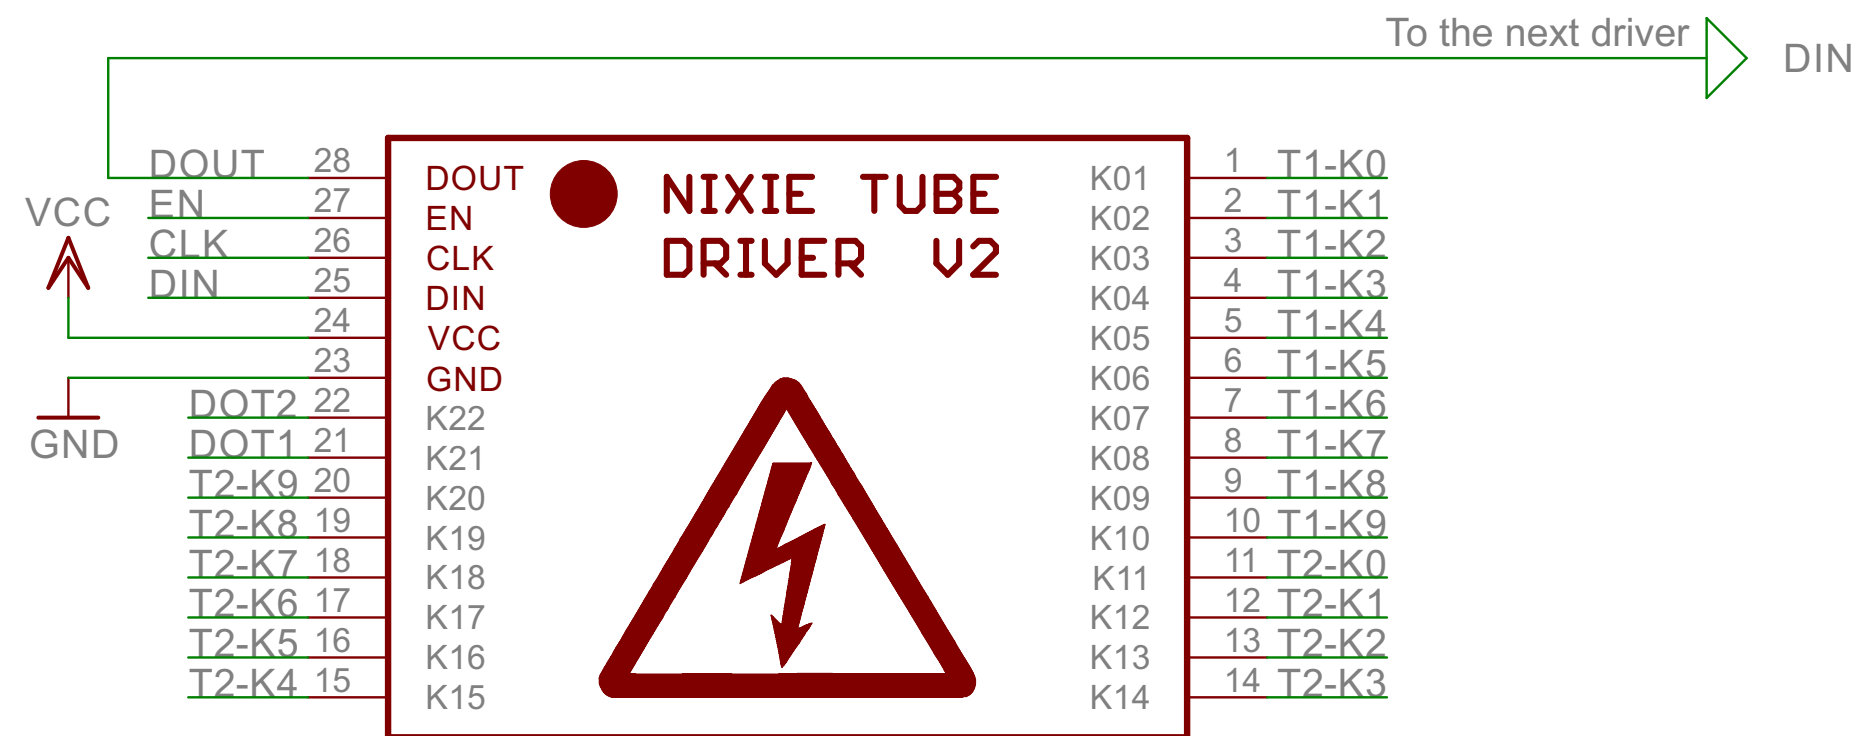 To the next driver
DIN
DOUT 28 DOUT NIXIE TUBE K01 1 T1-K0
VCC EN 27 EN K02 2 T1-K1
CLK 26 CLK DRIVER V2 K03 3 T1-K2
DIN 25 DIN K04 4 T1-K3
24 VCC K05 5 T1-K4
23 GND K06 6 T1-K5
GND DOT2 22 K22 K07 7 T1-K6
DOT1 21 K21 K08 8 T1-K7
T2-K9 20 K20 K09 9 T1-K8
T2-K8 19 K19 K10 10 T1-K9
T2-K7 18 K18 K11 11 T2-K0
T2-K6 17 K17 K12 12 T2-K1
T2-K5 16 K16 K13 13 T2-K2
T2-K4 15 K15 K14 14 T2-K3